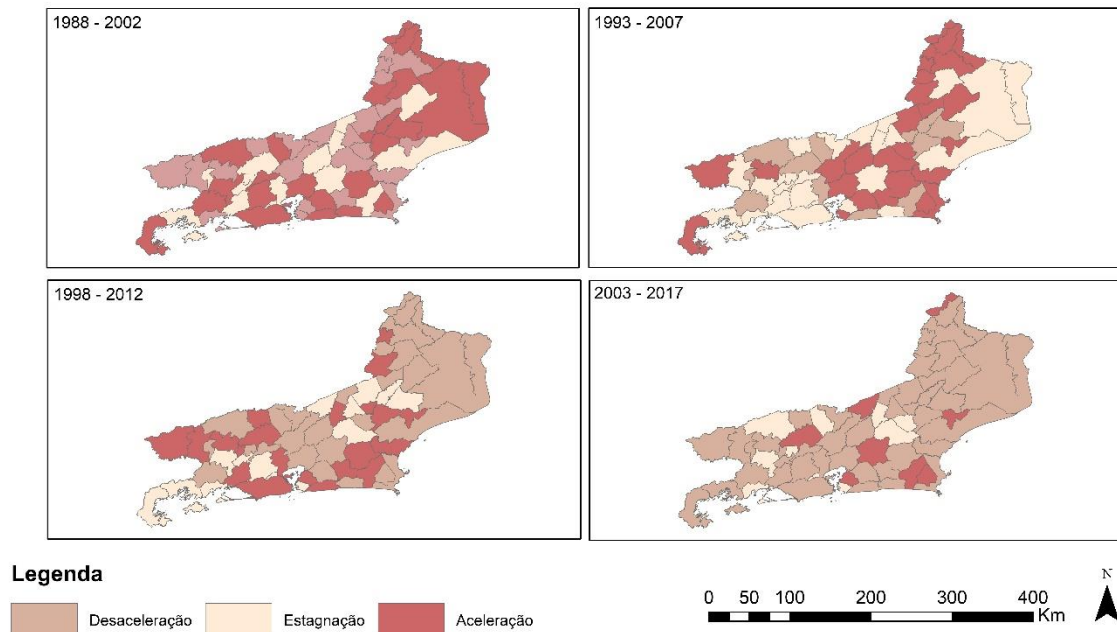 1988 - 2002
1993 - 2007
1998 - 2012
2003 - 2017
Legenda
Desaceleração
Estagnação
Aceleração
0 50 100 200 300 400
Km
N